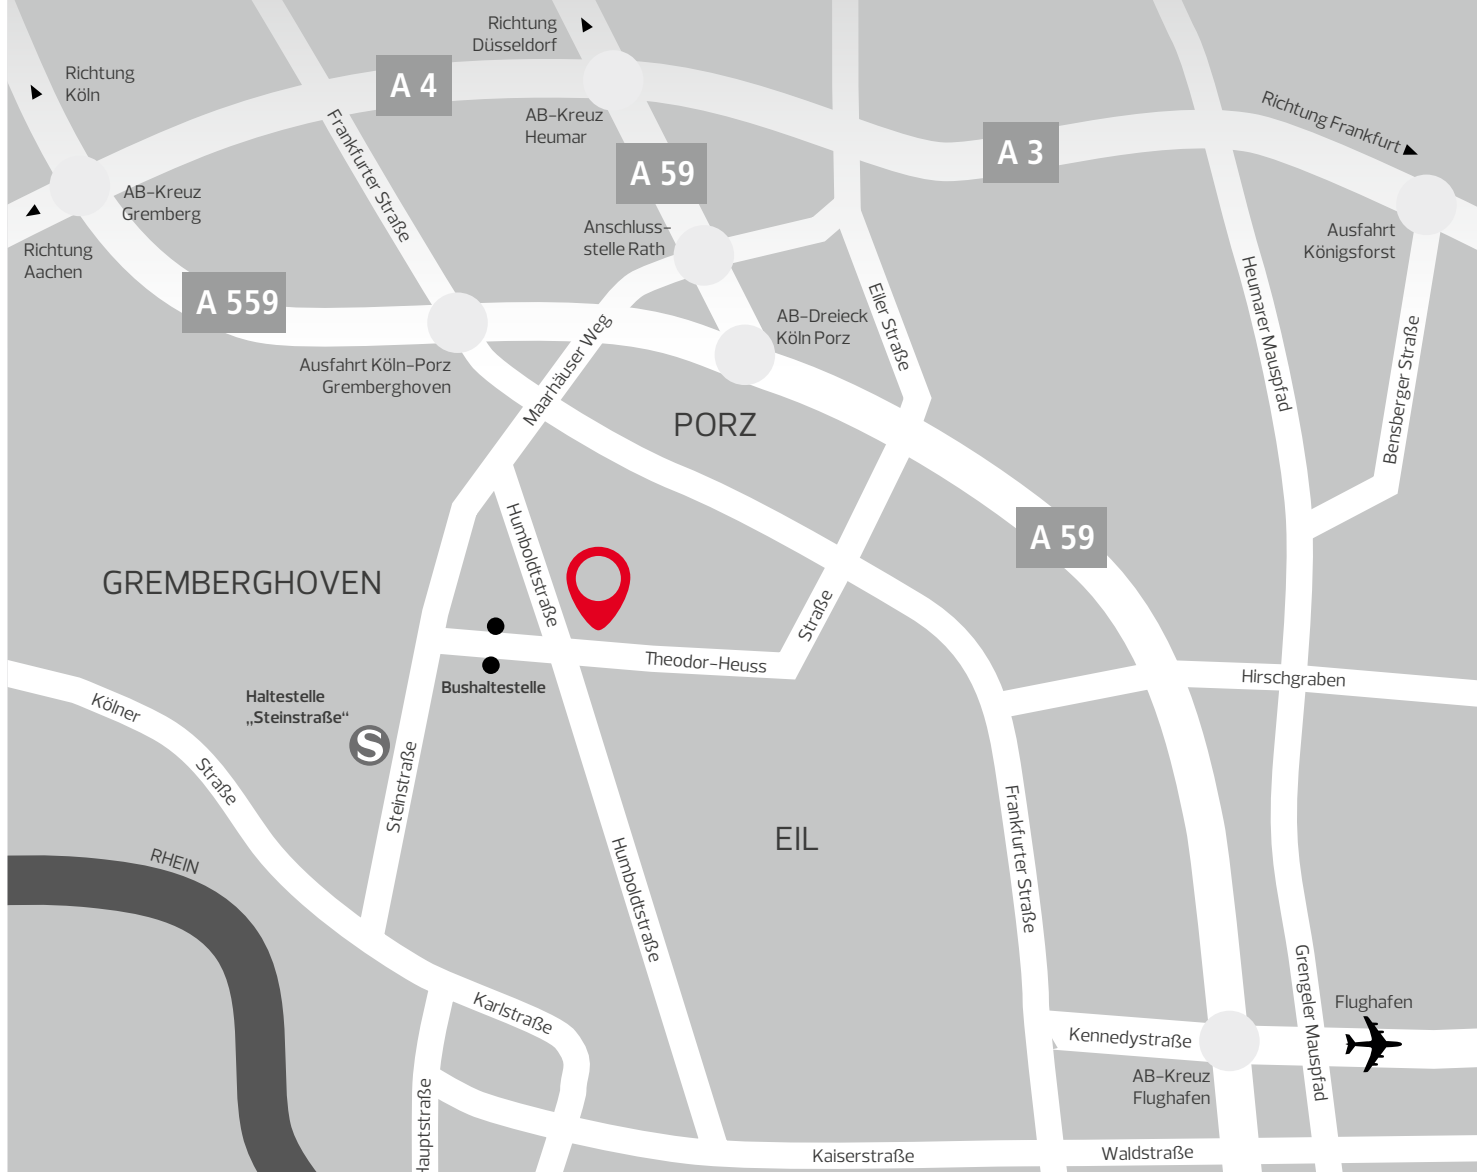 Richtung
Düsseldorf
Richtung
Köln
A 4
AB-Kreuz
Heumar
Richtung Frankfurt
A 3
A 59
Frankfurter Straße
AB-Kreuz
Gremberg
Anschluss-
stelle Rath
Ausfahrt
Königsforst
Richtung
Aachen
A 559
AB-Dreieck
Köln Porz
Eiler Straße
Heumarer Mauspfad
Bensberger Straße
Ausfahrt Köln-Porz
Gremberghoven
Maarhäuser Weg
PORZ
A 59
Humboldtstraße
GREMBERGHOVEN
Straße
Theodor-Heuss
Hirschgraben
Bushaltestelle
Haltestelle
„Steinstraße“
S
Kölner
Straße
Steinstraße
RHEIN
EIL
Humboldtstraße
Frankfurter Straße
Grengeler Mauspfad
Karlstraße
Flughafen
Kennedystraße
AB-Kreuz
Flughafen
Hauptstraße
Kaiserstraße
Waldstraße